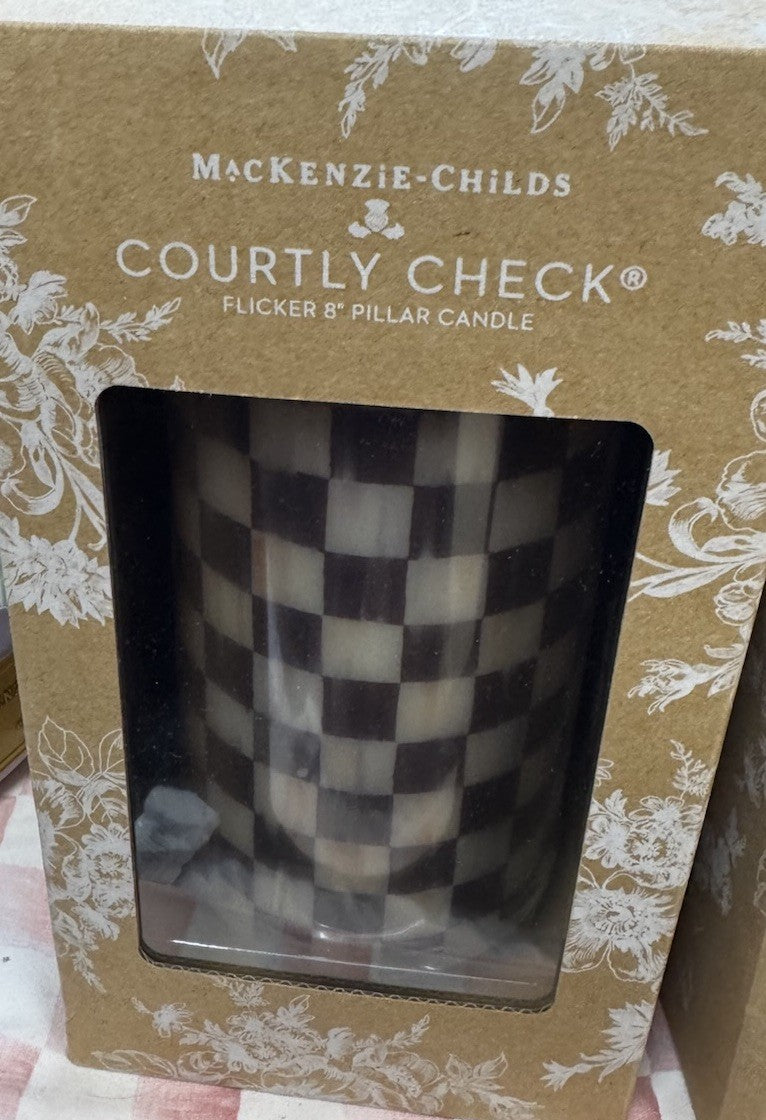 MACKENZIE-CHILDS
COURTLY CHECK®
FLICKER 8" PILLAR CANDLE